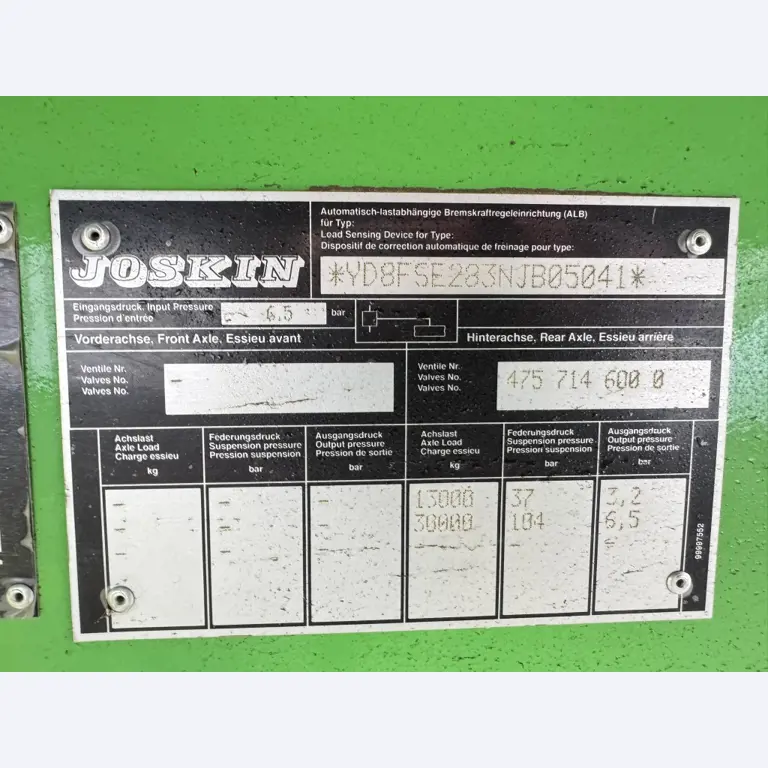 JOSKIN
Automatisch-lastabhängige Bremskraftregeleinrichtung (ALB)
für Typ:
Load Sensing Device for Type:
Dispositif de correction automatique de freinage pour type:
*YD8FSE283NJB05041*
Eingangsdruck, Input Pressure
Pression d'entrée
- 6,5 bar
Vorderachse, Front Axle, Essieu avant
Hinterachse, Rear Axle, Essieu arrière
Ventile Nr.
Valves No.
Valves No.
-
Ventile Nr.
Valves No.
475 714 600 0
Achslast
Axle Load
Charge essieu
kg
Federungsdruck
Suspension pressure
Pression suspension
bar
Ausgangsdruck
Output pressure
Pression de sortie
bar
Achslast
Axle Load
Charge essieu
kg
Federungsdruck
Suspension pressure
Pression suspension
bar
Ausgangsdruck
Output pressure
Pression de sortie
bar
- - - 13000 37 3,2
- - - 30000 104 6,5
99997552